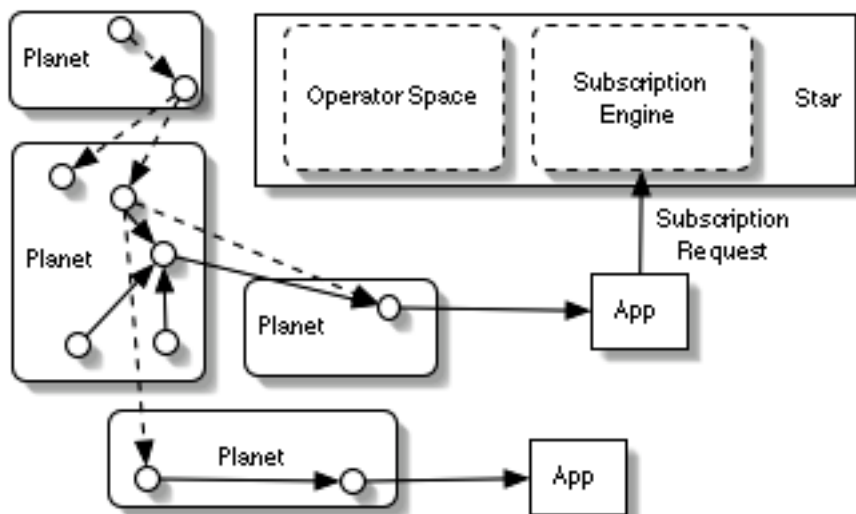 Planet
Operator Space
Subscription
Engine
Star
Planet
Subscription
Request
Planet
App
Planet
App